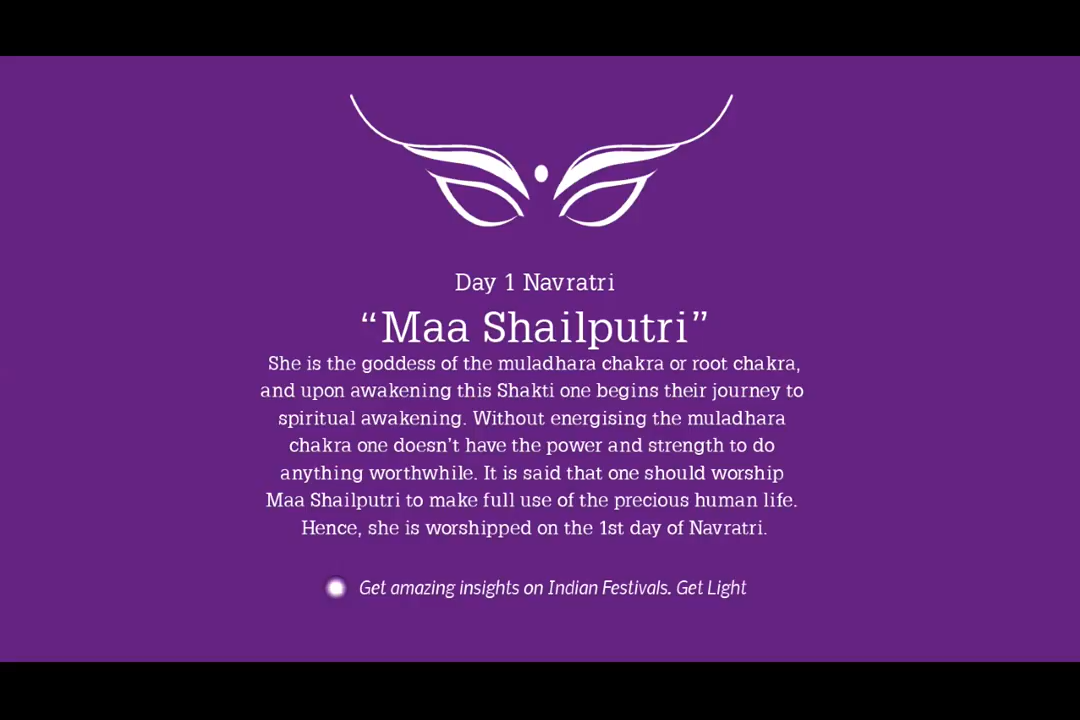 Day 1 Navratri
“Maa Shailputri”
She is the goddess of the muladhara chakra or root chakra,
and upon awakening this Shakti one begins their journey to
spiritual awakening. Without energising the muladhara
chakra one doesn’t have the power and strength to do
anything worthwhile. It is said that one should worship
Maa Shailputri to make full use of the precious human life.
Hence, she is worshipped on the 1st day of Navratri.
Get amazing insights on Indian Festivals. Get Light